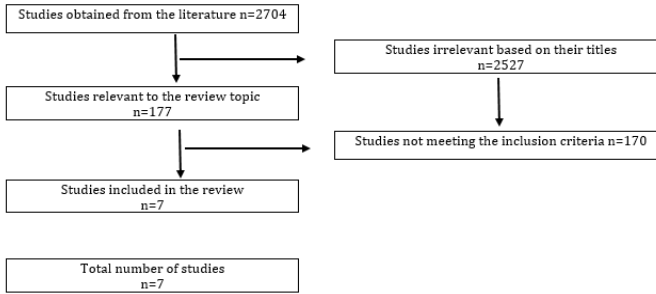 Studies obtained from the literature n=2704
Studies irrelevant based on their titles
n=2527
Studies relevant to the review topic
n=177
Studies not meeting the inclusion criteria n=170
Studies included in the review
n=7
Total number of studies
n=7